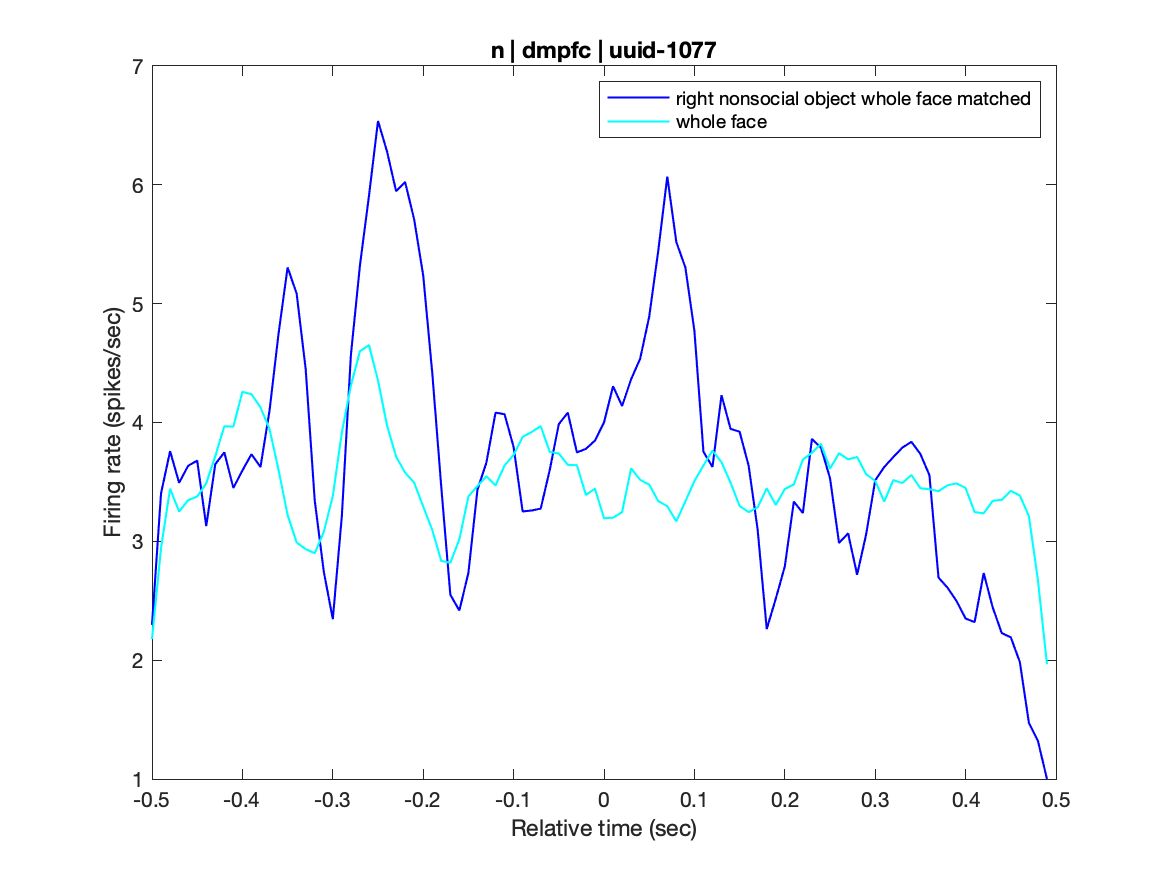 n | dmpfc | uuid-1077
7
right nonsocial object whole face matched
whole face
6
5
4
3
2
1
Firing rate (spikes/sec)
-0.5 -0.4 -0.3 -0.2 -0.1 0 0.1 0.2 0.3 0.4 0.5
Relative time (sec)